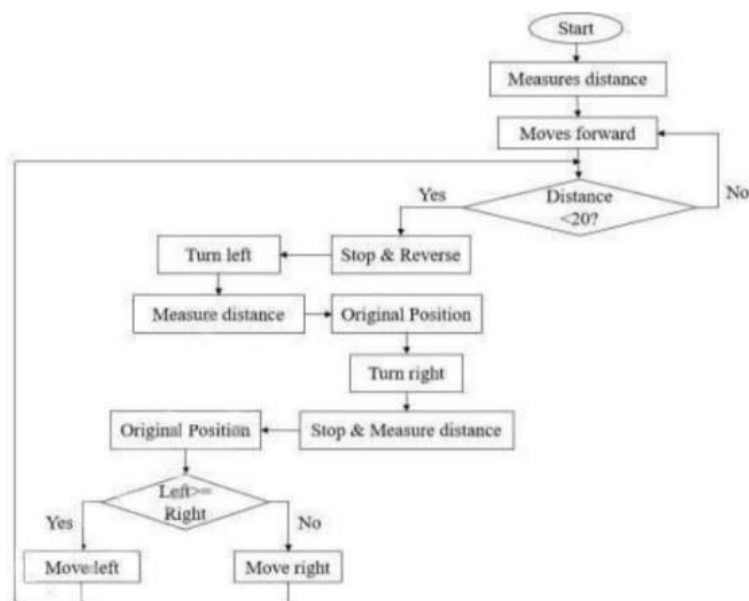 Start
Measures distance
Moves forward
Yes
Distance
<20?
No
Turn left
Stop & Reverse
Measure distance
Original Position
Turn right
Original Position
Stop & Measure distance
Left>=
Right
Yes
No
Move left
Move right